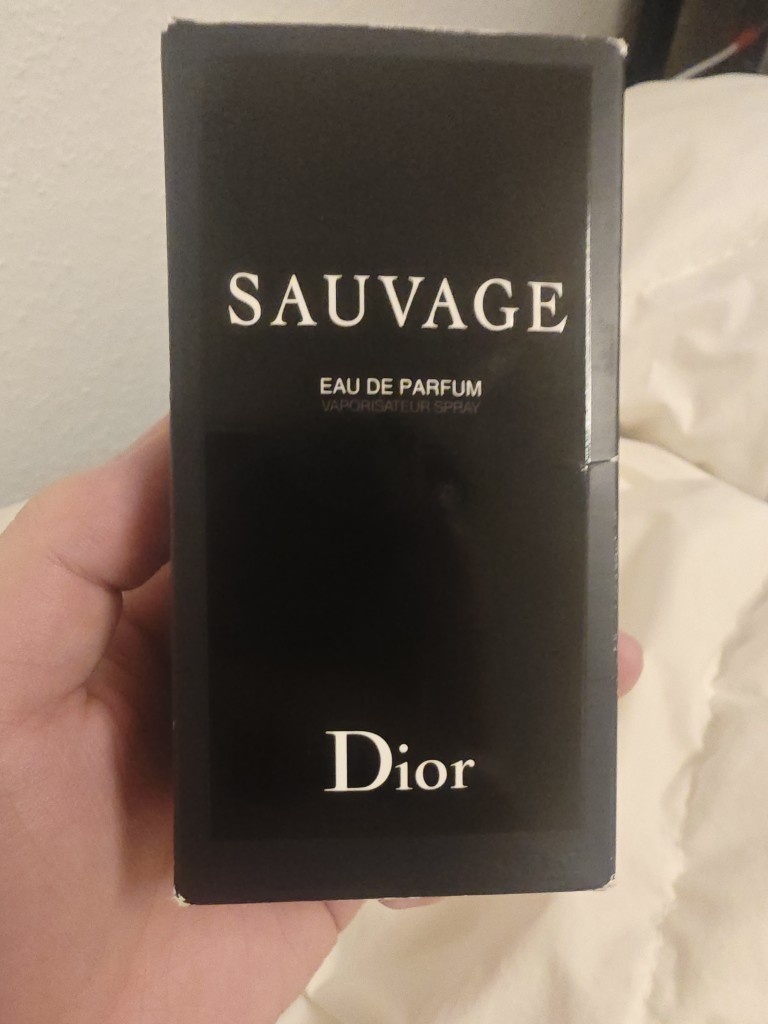 SAUVAGE
EAU DE PARFUM
VAPORISATEUR SPRAY
Dior